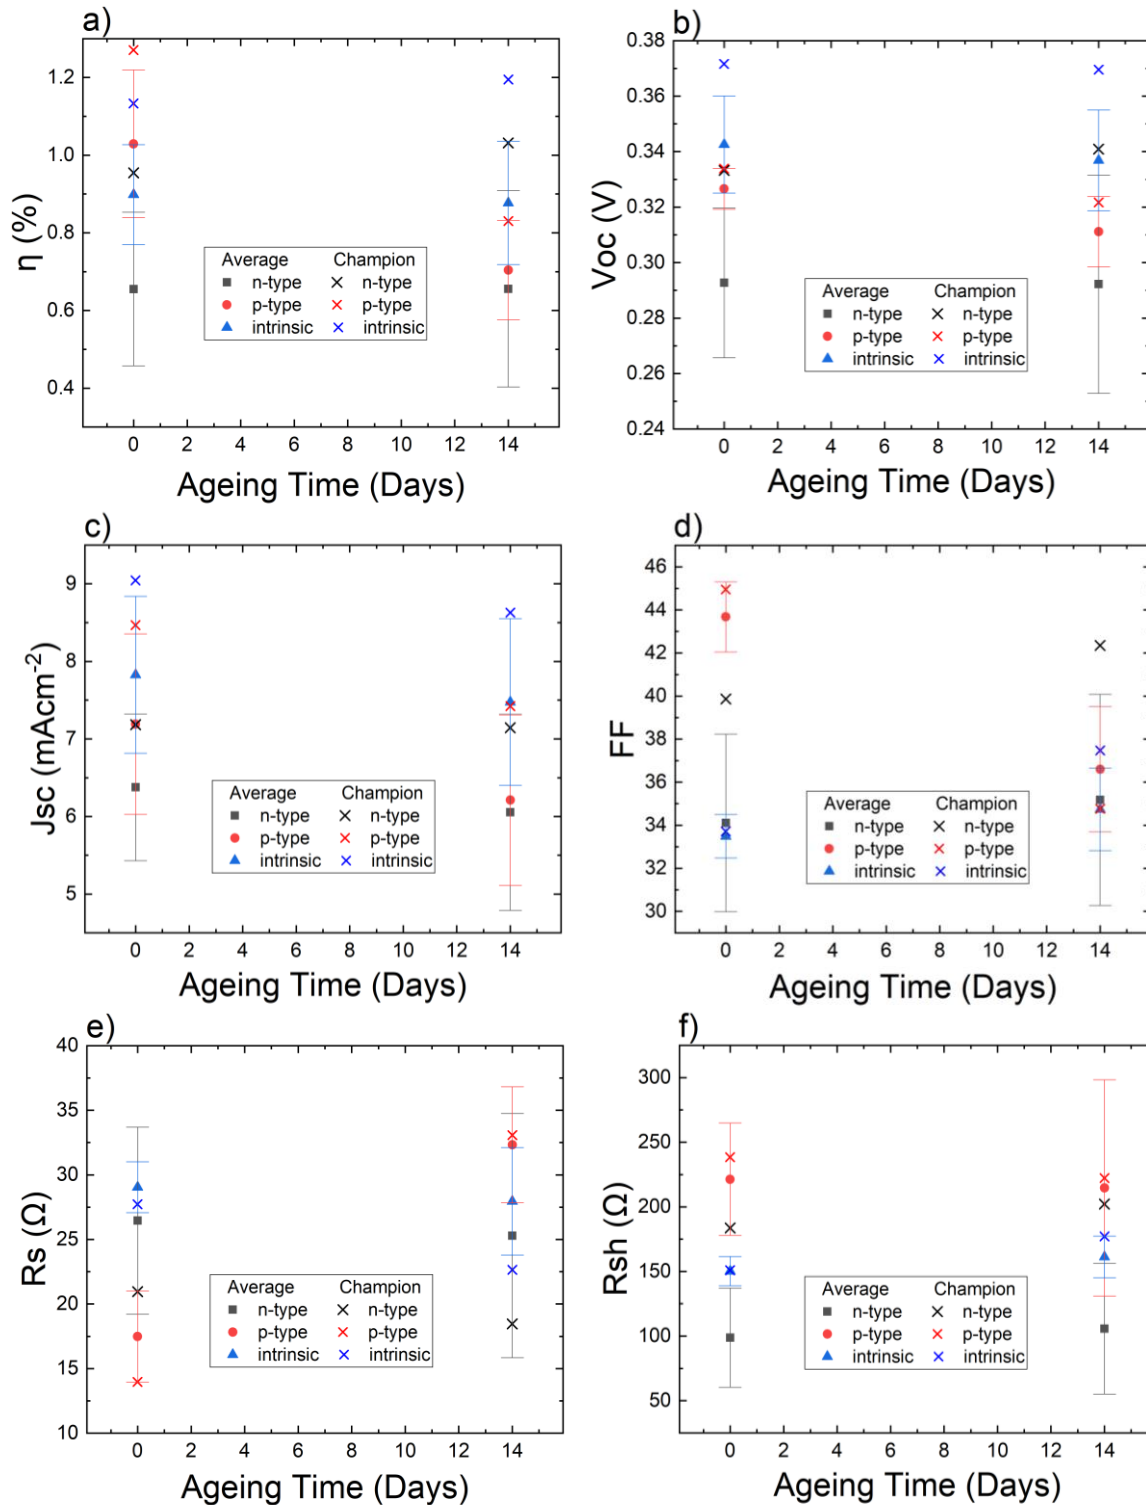 a)
1.2
1.0
0.8
0.6
0.4
η (%)
Average Champion
n-type n-type
p-type p-type
intrinsic intrinsic
0 2 4 6 8 10 12 14
Ageing Time (Days)
b)
0.38
0.36
0.34
0.32
0.30
0.28
0.26
0.24
Voc (V)
Average Champion
n-type n-type
p-type p-type
intrinsic intrinsic
0 2 4 6 8 10 12 14
Ageing Time (Days)
c)
9
8
7
6
5
Jsc (mAcm⁻²)
Average Champion
n-type n-type
p-type p-type
intrinsic intrinsic
0 2 4 6 8 10 12 14
Ageing Time (Days)
d)
46
44
42
40
38
36
34
32
30
FF
Average Champion
n-type n-type
p-type p-type
intrinsic intrinsic
0 2 4 6 8 10 12 14
Ageing Time (Days)
e)
40
35
30
25
20
15
10
Rs (Ω)
Average Champion
n-type n-type
p-type p-type
intrinsic intrinsic
0 2 4 6 8 10 12 14
Ageing Time (Days)
f)
300
250
200
150
100
50
Rsh (Ω)
Average Champion
n-type n-type
p-type p-type
intrinsic intrinsic
0 2 4 6 8 10 12 14
Ageing Time (Days)